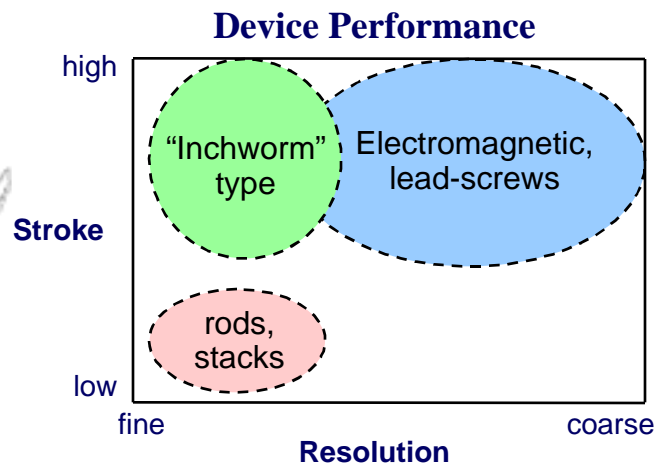 Device Performance
high
“Inchworm”
type
Electromagnetic,
lead-screws
Stroke
rods,
stacks
low
fine
coarse
Resolution